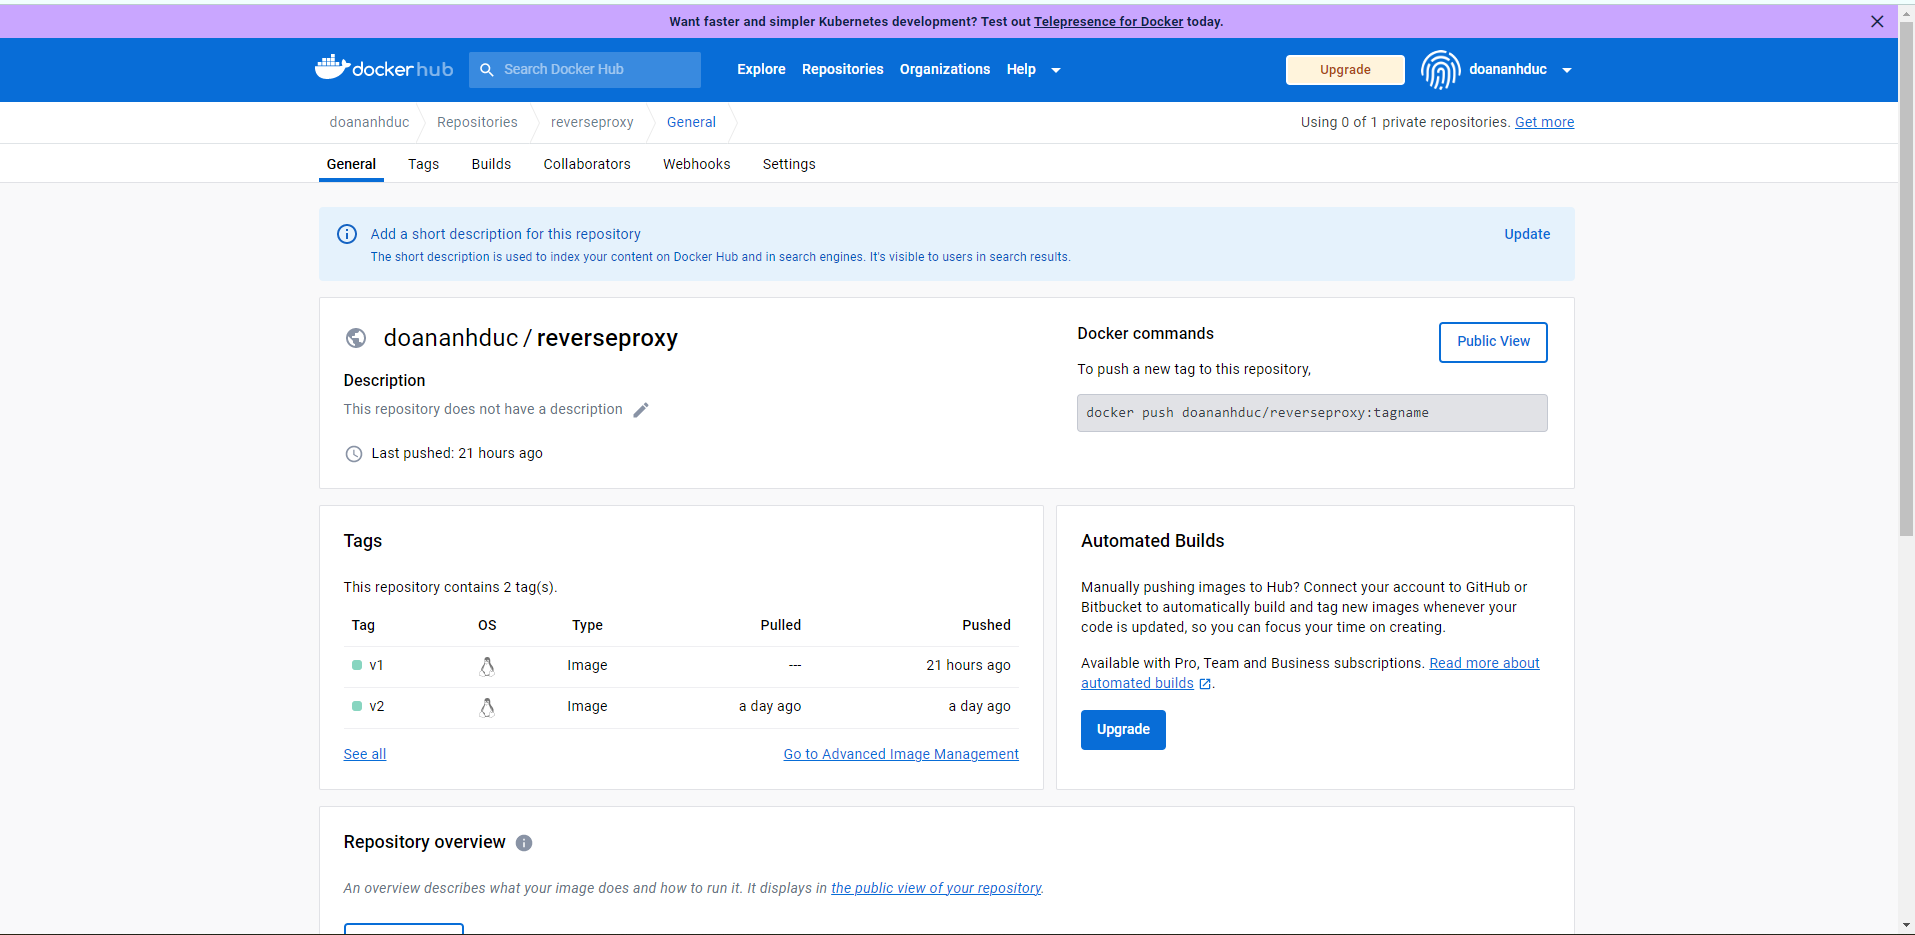 Want faster and simpler Kubernetes development? Test out Telepresence for Docker today.
docker hub
Search Docker Hub
Explore
Repositories
Organizations
Help
Upgrade
doananhduc
doananhduc
Repositories
reverseproxy
General
Using 0 of 1 private repositories. Get more
General
Tags
Builds
Collaborators
Webhooks
Settings
Add a short description for this repository
Update
The short description is used to index your content on Docker Hub and in search engines. It's visible to users in search results.
doananhduc / reverseproxy
Description
This repository does not have a description
Last pushed: 21 hours ago
Docker commands
Public View
To push a new tag to this repository,
docker push doananhduc/reverseproxy:tagname
Tags
This repository contains 2 tag(s).
Tag OS Type Pulled Pushed
v1 Image --- 21 hours ago
v2 Image a day ago a day ago
See all
Go to Advanced Image Management
Automated Builds
Manually pushing images to Hub? Connect your account to GitHub or
Bitbucket to automatically build and tag new images whenever your
code is updated, so you can focus your time on creating.
Available with Pro, Team and Business subscriptions. Read more about
automated builds .
Upgrade
Repository overview
An overview describes what your image does and how to run it. It displays in the public view of your repository.